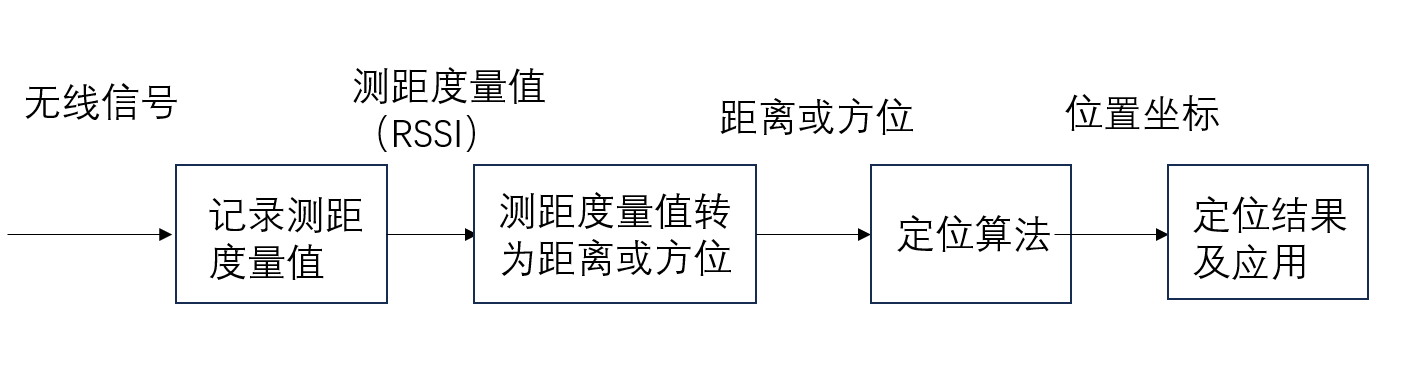 无线信号
测距度量值
（RSSI）
距离或方位
位置坐标
记录测距
度量值
测距度量值转
为距离或方位
定位算法
定位结果
及应用